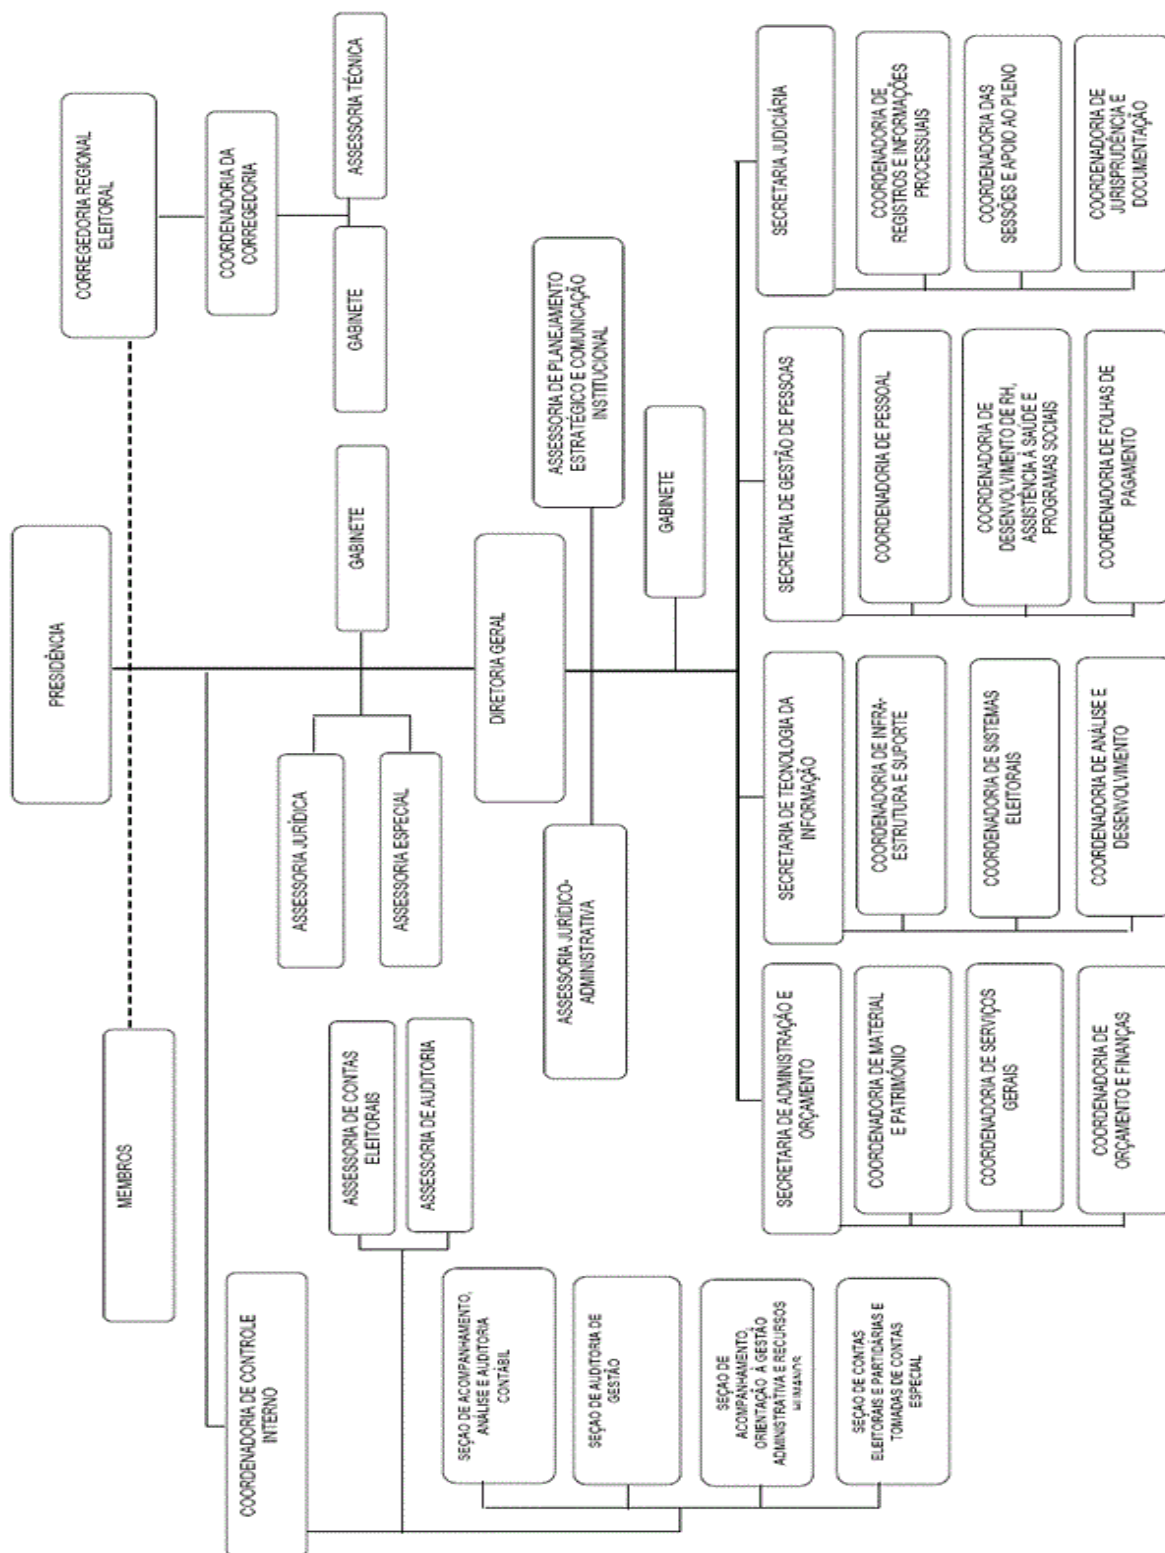 PRESIDÊNCIA
MEMBROS
CORREGEDORIA REGIONAL
ELEITORAL
COORDENADORIA DA
CORREGEDORIA
GABINETE
ASSESSORIA TÉCNICA
COORDENADORIA DE CONTROLE
INTERNO
ASSESSORIA DE CONTAS
ELEITORAIS
ASSESSORIA DE AUDITORIA
SEÇÃO DE ACOMPANHAMENTO,
ANÁLISE E AUDITORIA
CONTÁBIL
SEÇÃO DE AUDITORIA DE
GESTÃO
SEÇÃO DE
ACOMPANHAMENTO,
ORIENTAÇÃO À GESTÃO
ADMINISTRATIVA E RECURSOS
HUMANOS
SEÇÃO DE CONTAS
ELEITORAIS E PARTIDÁRIAS E
TOMADAS DE CONTAS
ESPECIAL
ASSESSORIA JURÍDICA
ASSESSORIA ESPECIAL
GABINETE
DIRETORIA GERAL
ASSESSORIA JURÍDICO-
ADMINISTRATIVA
ASSESSORIA DE PLANEJAMENTO
ESTRATÉGICO E COMUNICAÇÃO
INSTITUCIONAL
GABINETE
SECRETARIA DE ADMINISTRAÇÃO E
ORÇAMENTO
COORDENADORIA DE MATERIAL
E PATRIMÔNIO
COORDENADORIA DE SERVIÇOS
GERAIS
COORDENADORIA DE
ORÇAMENTO E FINANÇAS
SECRETARIA DE TECNOLOGIA DA
INFORMAÇÃO
COORDENADORIA DE INFRA-
ESTRUTURA E SUPORTE
COORDENADORIA DE SISTEMAS
ELEITORAIS
COORDENADORIA DE ANÁLISE E
DESENVOLVIMENTO
SECRETARIA DE GESTÃO DE PESSOAS
COORDENADORIA DE PESSOAL
COORDENADORIA DE
DESENVOLVIMENTO DE RH,
ASSISTÊNCIA À SAÚDE E
PROGRAMAS SOCIAIS
COORDENADORIA DE FOLHAS DE
PAGAMENTO
SECRETARIA JUDICIÁRIA
COORDENADORIA DE
REGISTROS E INFORMAÇÕES
PROCESSUAIS
COORDENADORIA DAS
SESSÕES E APOIO AO PLENO
COORDENADORIA DE
JURISPRUDÊNCIA E
DOCUMENTAÇÃO